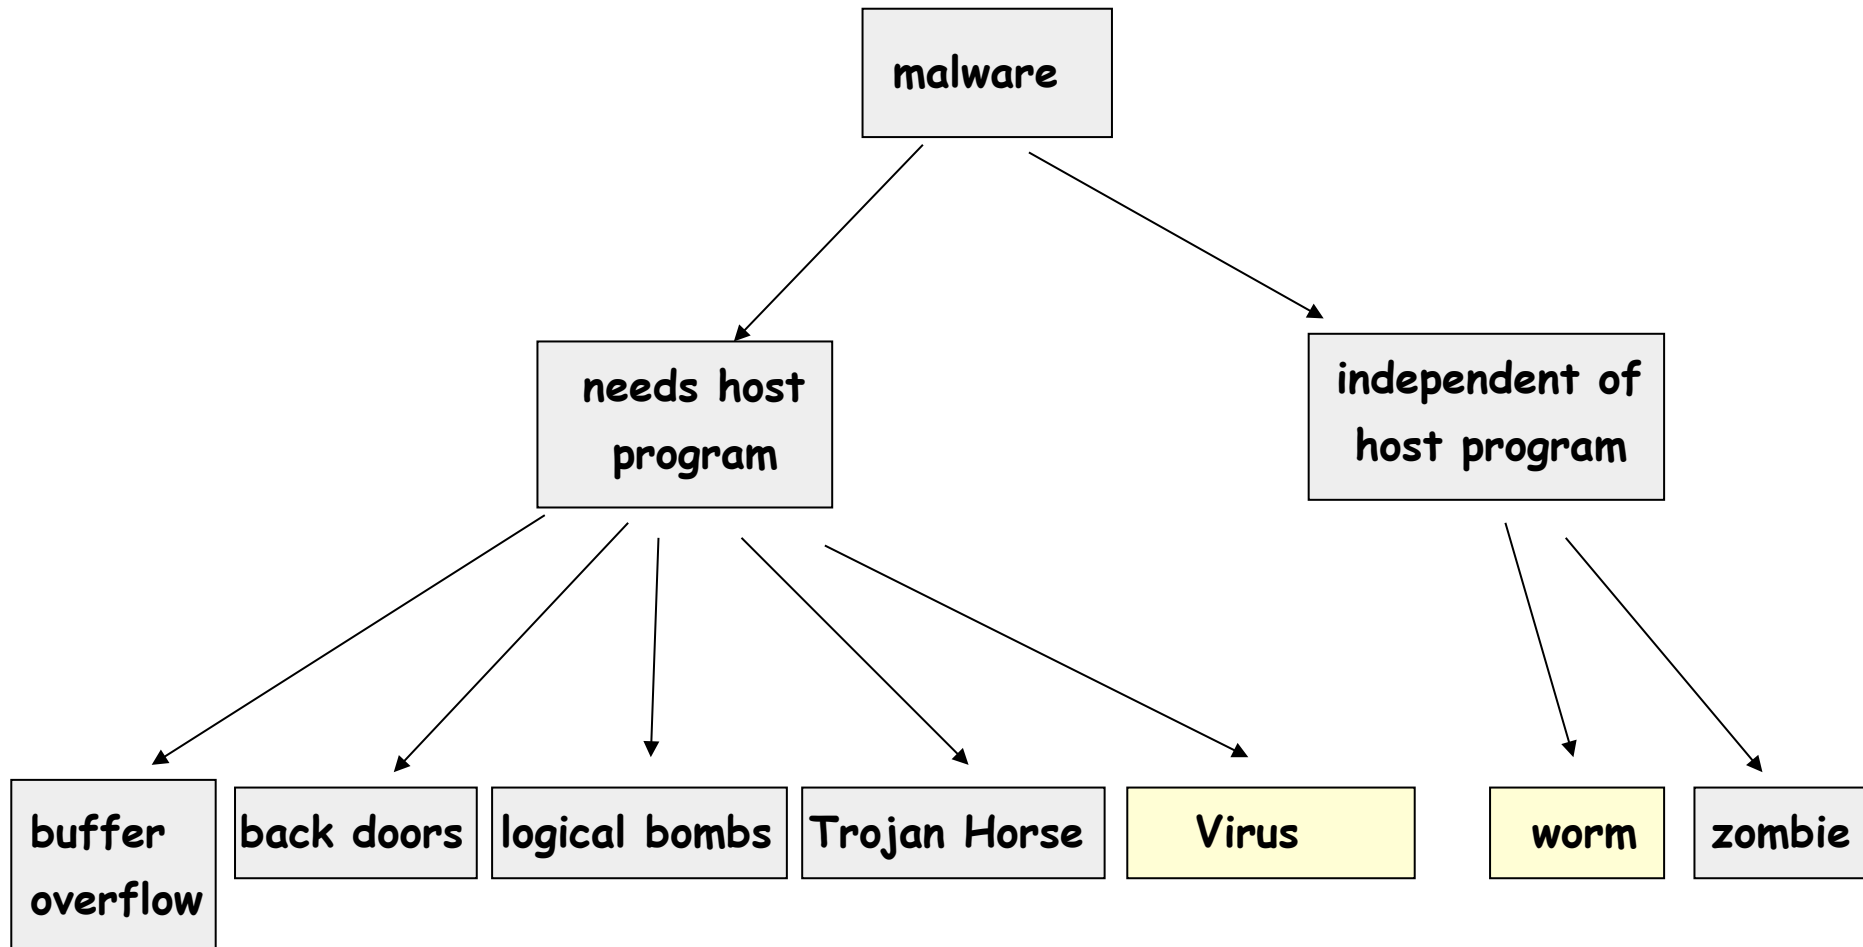 malware
needs host
program
independent of
host program
buffer
overflow
back doors
logical bombs
Trojan Horse
Virus
worm
zombie